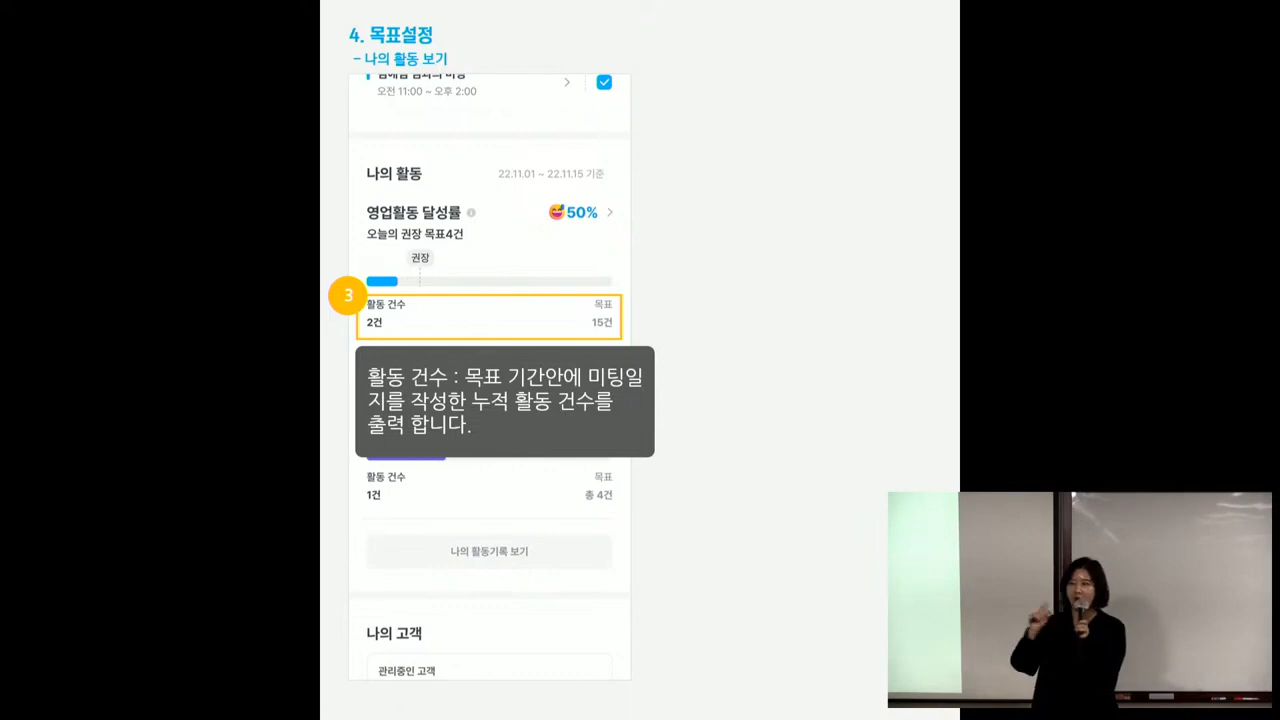 4. 목표설정
- 나의 활동 보기
오전 11:00 ~ 오후 2:00
나의 활동
22.11.01 ~ 22.11.15 기준
영업활동 달성률
50%
오늘의 권장 목표4건
권장
3
활동 건수
목표
2건
15건
활동 건수 : 목표 기간안에 미팅일
지를 작성한 누적 활동 건수를
출력 합니다.
활동 건수
목표
1건
총 4건
나의 활동기록 보기
나의 고객
관리중인 고객